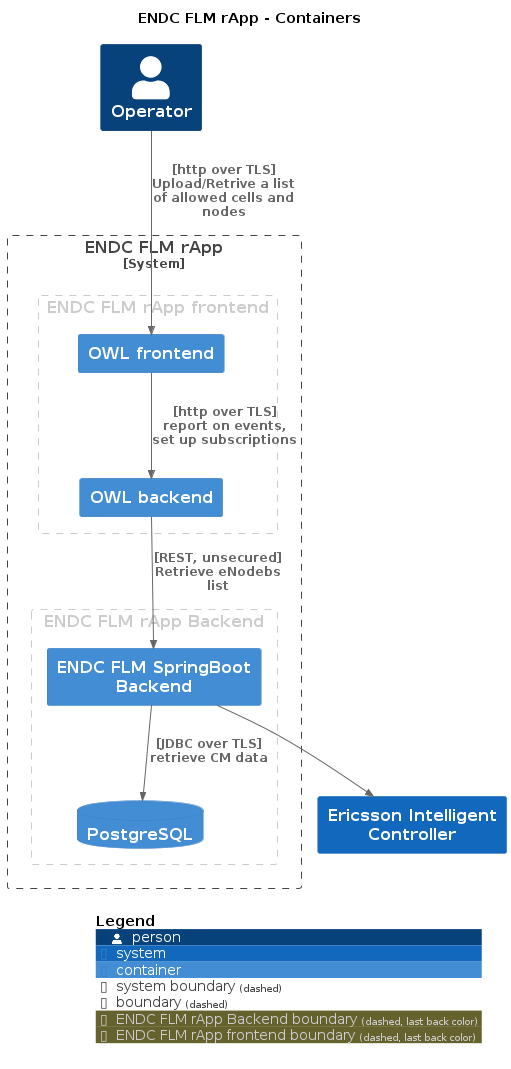 ENDC FLM rApp - Containers
Operator
[http over TLS]
Upload/Retrive a list
of allowed cells and
nodes
ENDC FLM rApp
[System]
ENDC FLM rApp frontend
OWL frontend
[http over TLS]
report on events,
set up subscriptions
OWL backend
[REST, unsecured]
Retrieve eNodebs
list
ENDC FLM rApp Backend
ENDC FLM SpringBoot
Backend
[JDBC over TLS]
retrieve CM data
PostgreSQL
Ericsson Intelligent
Controller
Legend
person
system
container
system boundary (dashed)
boundary (dashed)
ENDC FLM rApp Backend boundary (dashed, last back color)
ENDC FLM rApp frontend boundary (dashed, last back color)